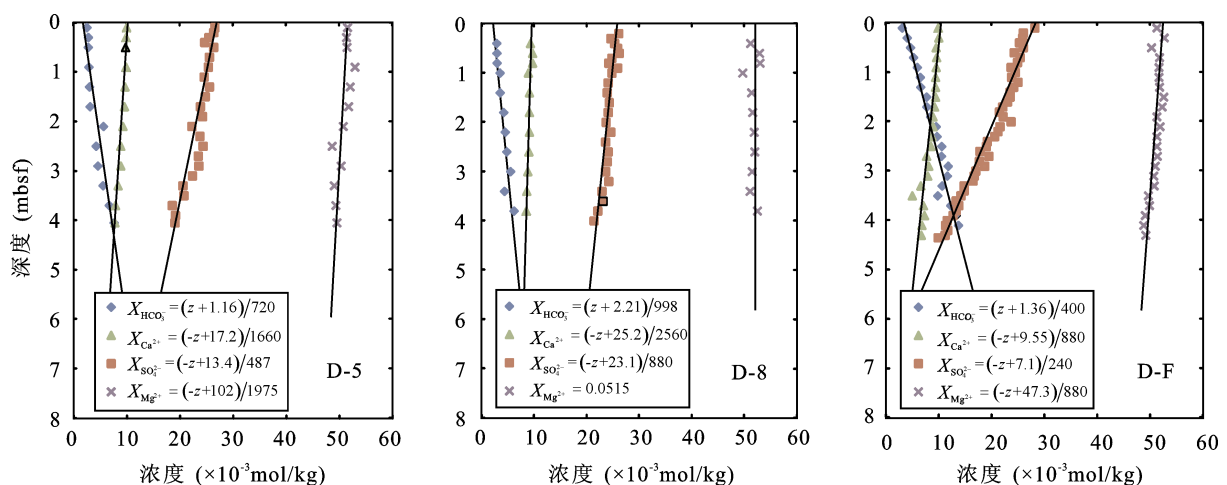 0
1
2
3
4
5
6
7
8
深度 (mbsf)
X_HCO₃⁻ = (z+1.16)/720
X_Ca²⁺ = (-z+17.2)/1660
X_SO₄²⁻ = (-z+13.4)/487
X_Mg²⁺ = (-z+102)/1975
D-5
0 10 20 30 40 50 60
浓度 (×10⁻³mol/kg)
0
1
2
3
4
5
6
7
8
X_HCO₃⁻ = (z+2.21)/998
X_Ca²⁺ = (-z+25.2)/2560
X_SO₄²⁻ = (-z+23.1)/880
X_Mg²⁺ = 0.0515
D-8
0 10 20 30 40 50 60
浓度 (×10⁻³mol/kg)
0
1
2
3
4
5
6
7
8
X_HCO₃⁻ = (z+1.36)/400
X_Ca²⁺ = (-z+9.55)/880
X_SO₄²⁻ = (-z+7.1)/240
X_Mg²⁺ = (-z+47.3)/880
D-F
0 10 20 30 40 50 60
浓度 (×10⁻³mol/kg)